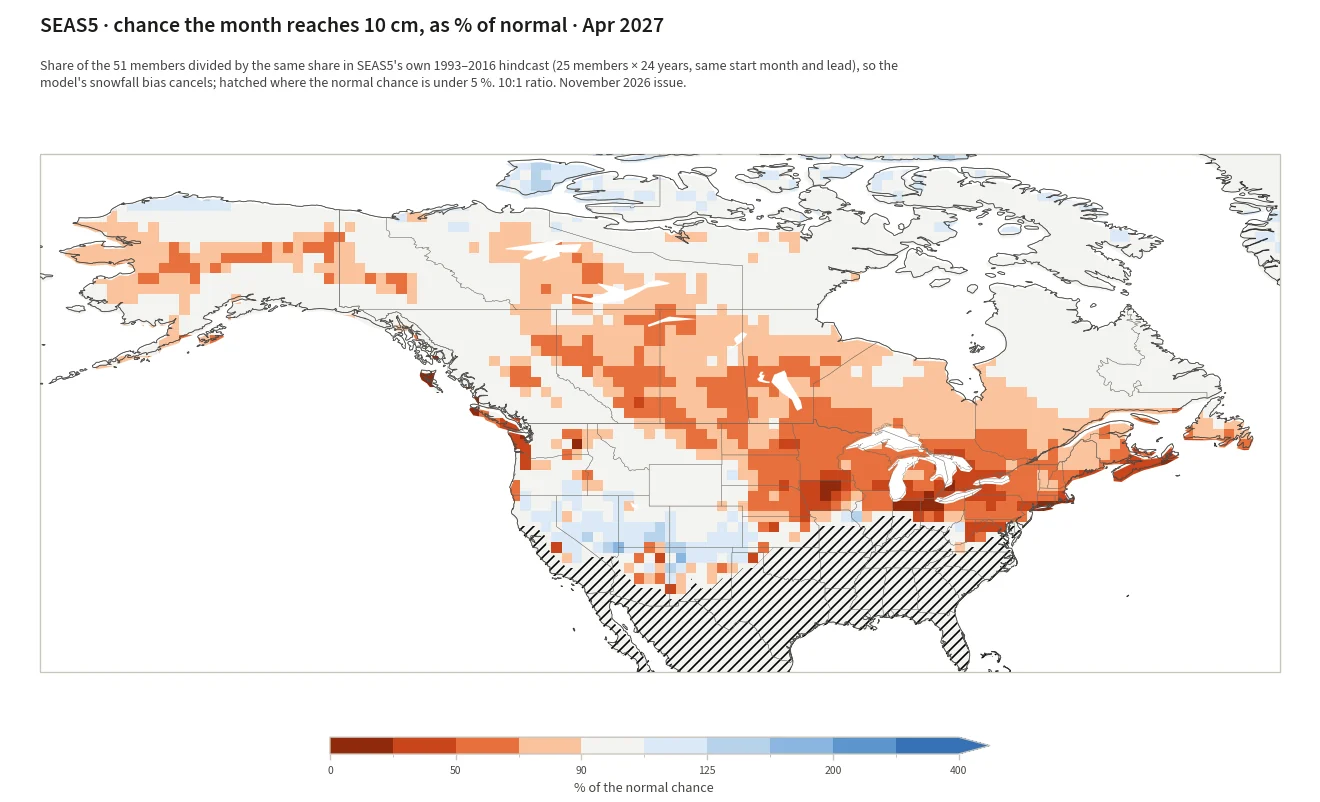 SEAS5 · chance the month reaches 10 cm, as % of normal · Apr 2027
Share of the 51 members divided by the same share in SEAS5's own 1993–2016 hindcast (25 members × 24 years, same start month and lead), so the
model's snowfall bias cancels; hatched where the normal chance is under 5 %. 10:1 ratio. November 2026 issue.
0 50 90 125 200 400
% of the normal chance